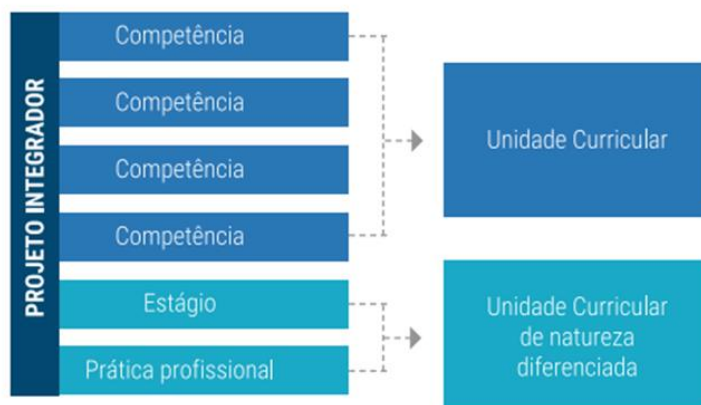 PROJETO INTEGRADOR
Competência
Competência
Competência
Competência
Estágio
Prática profissional
Unidade Curricular
Unidade Curricular
de natureza
diferenciada